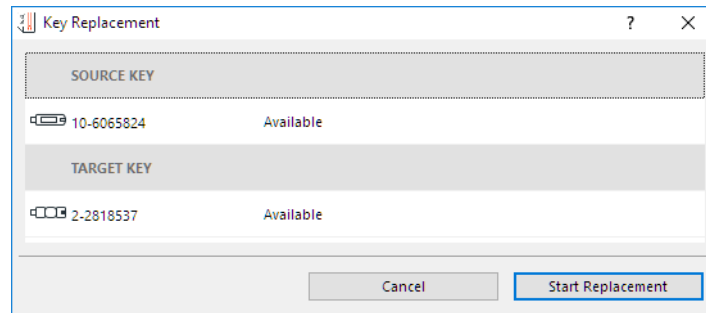 Key Replacement ?
SOURCE KEY
10-6065824 Available
TARGET KEY
2-2818537 Available
Cancel Start Replacement